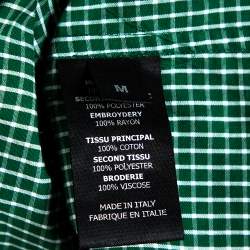 M
SECOND
100% POLYESTER
EMBROYDERY
100% RAYON
TISSU PRINCIPAL
100% COTON
SECOND TISSU
100% POLYESTER
BRODERIE
100% VISCOSE
MADE IN ITALY
FABRIQUE EN ITALIE